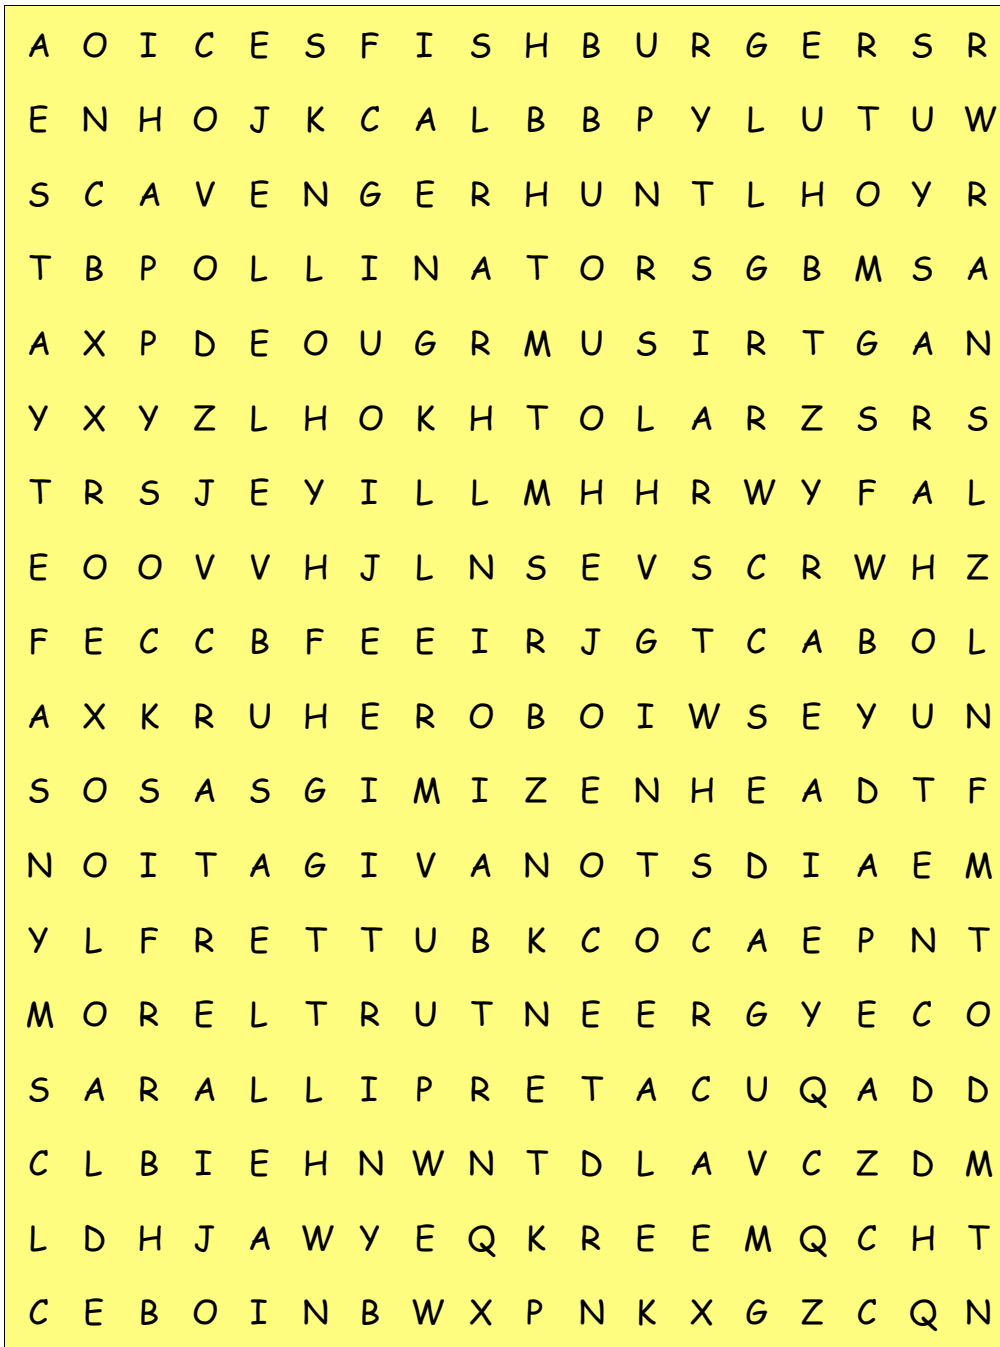 A O I C E S F I S H B U R G E R S R
E N H O J K C A L B B P Y L U T U W
S C A V E N G E R H U N T L H O Y R
T B P O L L I N A T O R S G B M S A
A X P D E O U G R M U S I R T G A N
Y X Y Z L H O K H T O L A R Z S R S
T R S J E Y I L L M H H R W Y F A L
E O O V V H J L N S E V S C R W H Z
F E C C B F E E I R J G T C A B O L
A X K R U H E R O B O I W S E Y U N
S O S A S G I M I Z E N H E A D T F
N O I T A G I V A N O T S D I A E M
Y L F R E T T U B K C O C A E P N T
M O R E L T R U T N E E R G Y E C O
S A R A L L I P R E T A C U Q A D D
C L B I E H N W N T D L A V C Z D M
L D H J A W Y E Q K R E E M Q C H T
C E B O I N B W X P N K X G Z C Q N